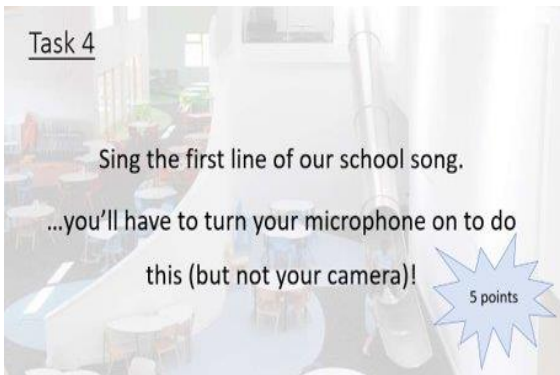 Task 4
Sing the first line of our school song.
...you'll have to turn your microphone on to do
this (but not your camera)!
5 points